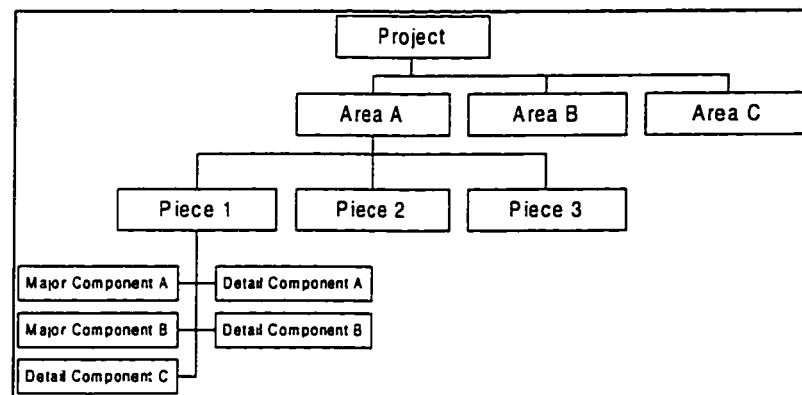 Project
Area A
Area B
Area C
Piece 1
Piece 2
Piece 3
Major Component A
Detail Component A
Major Component B
Detail Component B
Detail Component C